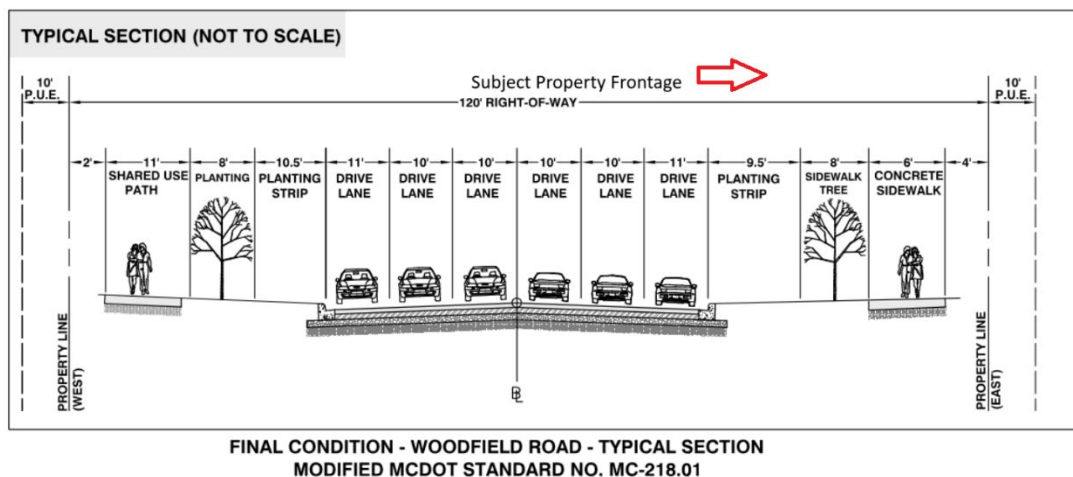 TYPICAL SECTION (NOT TO SCALE)
10'
P.U.E.
Subject Property Frontage
120' RIGHT-OF-WAY
10'
P.U.E.
2'
11'
SHARED USE
PATH
8'
PLANTING
10.5'
PLANTING
STRIP
11'
DRIVE
LANE
10'
DRIVE
LANE
10'
DRIVE
LANE
10'
DRIVE
LANE
10'
DRIVE
LANE
11'
DRIVE
LANE
9.5'
PLANTING
STRIP
8'
SIDEWALK
TREE
6'
CONCRETE
SIDEWALK
4'
PROPERTY LINE
(WEST)
PROPERTY LINE
(EAST)
BL
FINAL CONDITION - WOODFIELD ROAD - TYPICAL SECTION
MODIFIED MCDOT STANDARD NO. MC-218.01